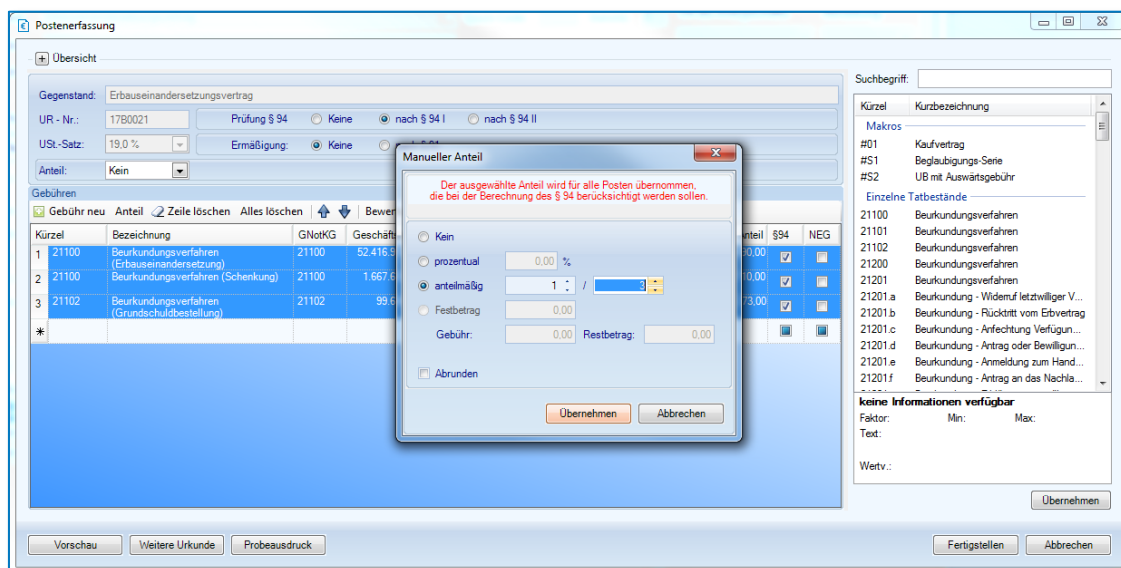 Postenerfassung
Übersicht
Gegenstand: Erbauseinandersetzungsvertrag
UR - Nr.: 17B0021 Prüfung § 94 Keine nach § 94 I nach § 94 II
USt.-Satz: 19,0 % Ermäßigung: Keine
Anteil: Kein
Gebühren
Gebühr neu Anteil Zeile löschen Alles löschen
Kürzel Bezeichnung GNotKG §94 NEG
1 21100 Beurkundungsverfahren (Erbauseinandersetzung) 21100
2 21100 Beurkundungsverfahren (Schenkung) 21100
3 21102 Beurkundungsverfahren (Grundschuldbestellung) 21102
Manueller Anteil
Der ausgewählte Anteil wird für alle Posten übernommen,
die bei der Berechnung des § 94 berücksichtigt werden sollen.
Kein
prozentual 0,00 %
anteilmäßig 1 / 3
Festbetrag 0,00
Gebühr: 0,00 Restbetrag: 0,00
Abrunden
Übernehmen Abbrechen
Suchbegriff:
Kürzel Kurzbezeichnung
Makros
#01 Kaufvertrag
#S1 Beglaubigungs-Serie
#S2 UB mit Auswärtsgebühr
Einzelne Tatbestände
21100 Beurkundungsverfahren
21101 Beurkundungsverfahren
21102 Beurkundungsverfahren
21200 Beurkundungsverfahren
21201 Beurkundungsverfahren
21201.a Beurkundung - Widerruf letztwilliger V...
21201.b Beurkundung - Rücktritt vom Erbvertrag
21201.c Beurkundung - Anfechtung Verfügun...
21201.d Beurkundung - Antrag oder Bewilligun...
21201.e Beurkundung - Anmeldung zum Hand...
21201.f Beurkundung - Antrag an das Nachla...
keine Informationen verfügbar
Faktor: Min: Max:
Text:
Wertv.:
Übernehmen
Vorschau Weitere Urkunde Probeausdruck Fertigstellen Abbrechen